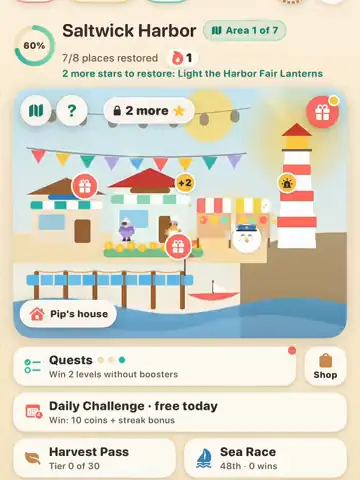 Saltwick Harbor
Area 1 of 7
60%
7/8 places restored
1
2 more stars to restore: Light the Harbor Fair Lanterns
?
2 more
+2
Pip's house
Quests
Win 2 levels without boosters
Shop
Daily Challenge · free today
Win: 10 coins + streak bonus
Harvest Pass
Tier 0 of 30
Sea Race
48th · 0 wins